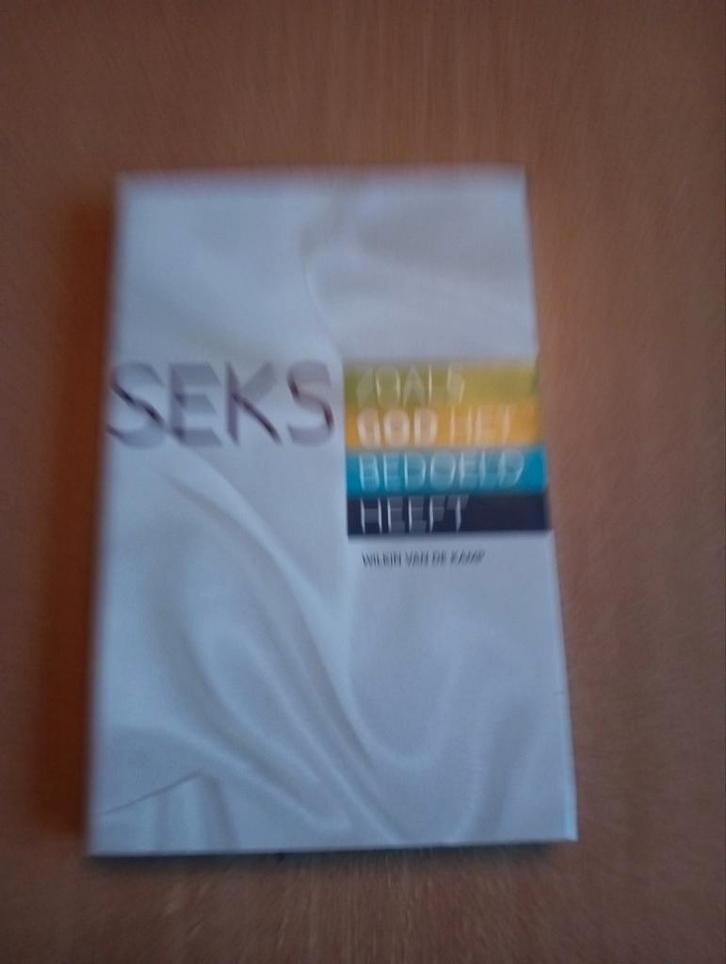 SEKS
ZOALS
GOD HET
BEDOELD
HEEFT
WILKIN VAN DE KAMP